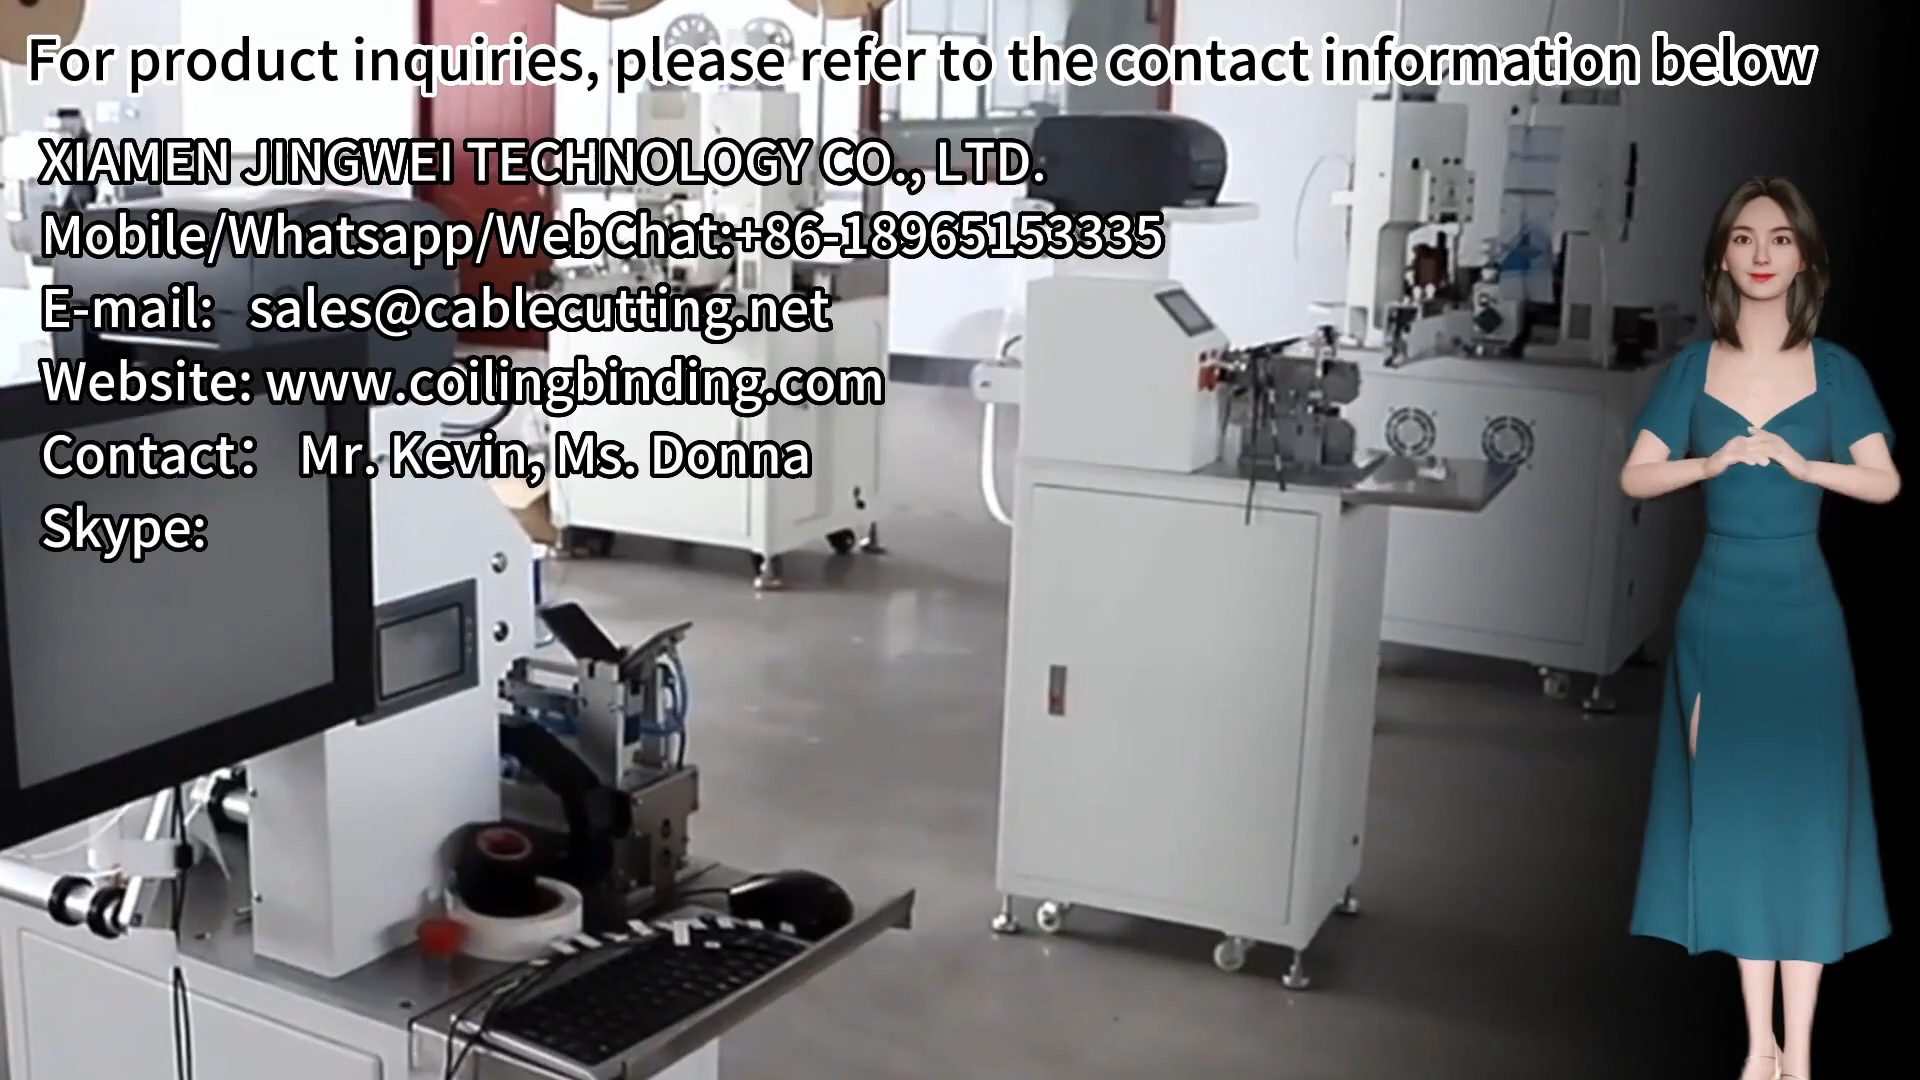 For product inquiries, please refer to the contact information below
XIAMEN JINGWEI TECHNOLOGY CO., LTD.
Mobile/Whatsapp/WebChat:+86-18965153335
E-mail: sales@cablecutting.net
Website: www.coilingbinding.com
Contact： Mr. Kevin, Ms. Donna
Skype: